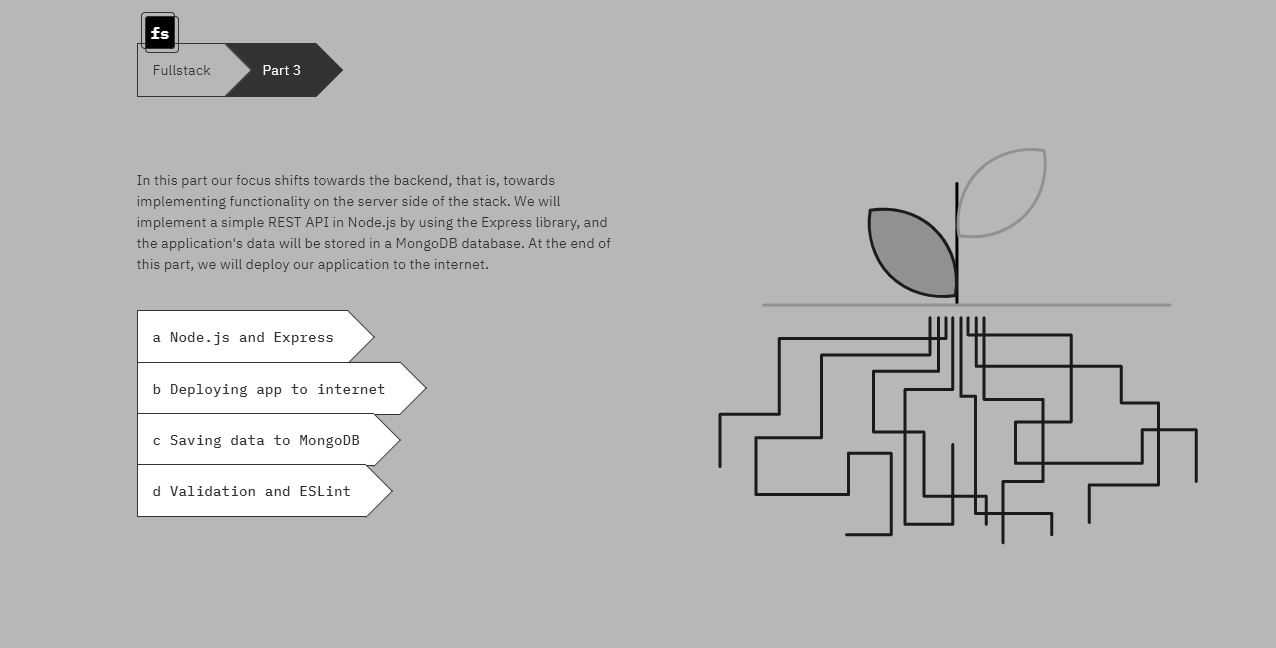 fs
Fullstack
Part 3
In this part our focus shifts towards the backend, that is, towards
implementing functionality on the server side of the stack. We will
implement a simple REST API in Node.js by using the Express library, and
the application's data will be stored in a MongoDB database. At the end of
this part, we will deploy our application to the internet.
a Node.js and Express
b Deploying app to internet
c Saving data to MongoDB
d Validation and ESLint